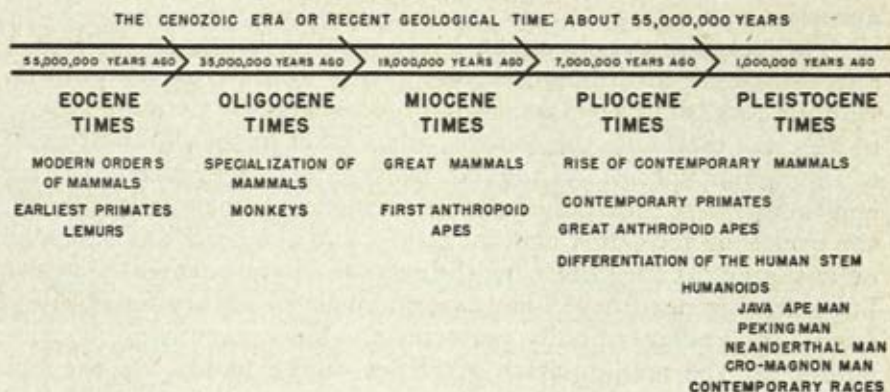 THE CENOZOIC ERA OR RECENT GEOLOGICAL TIME: ABOUT 55,000,000 YEARS
55,000,000 YEARS AGO
35,000,000 YEARS AGO
19,000,000 YEARS AGO
7,000,000 YEARS AGO
1,000,000 YEARS AGO
EOCENE
TIMES
MODERN ORDERS
OF MAMMALS
EARLIEST PRIMATES
LEMURS
OLIGOCENE
TIMES
SPECIALIZATION OF
MAMMALS
MONKEYS
MIOCENE
TIMES
GREAT MAMMALS
FIRST ANTHROPOID
APES
PLIOCENE
TIMES
PLEISTOCENE
TIMES
RISE OF CONTEMPORARY MAMMALS
CONTEMPORARY PRIMATES
GREAT ANTHROPOID APES
DIFFERENTIATION OF THE HUMAN STEM
HUMANOIDS
JAVA APE MAN
PEKING MAN
NEANDERTHAL MAN
CRO-MAGNON MAN
CONTEMPORARY RACES